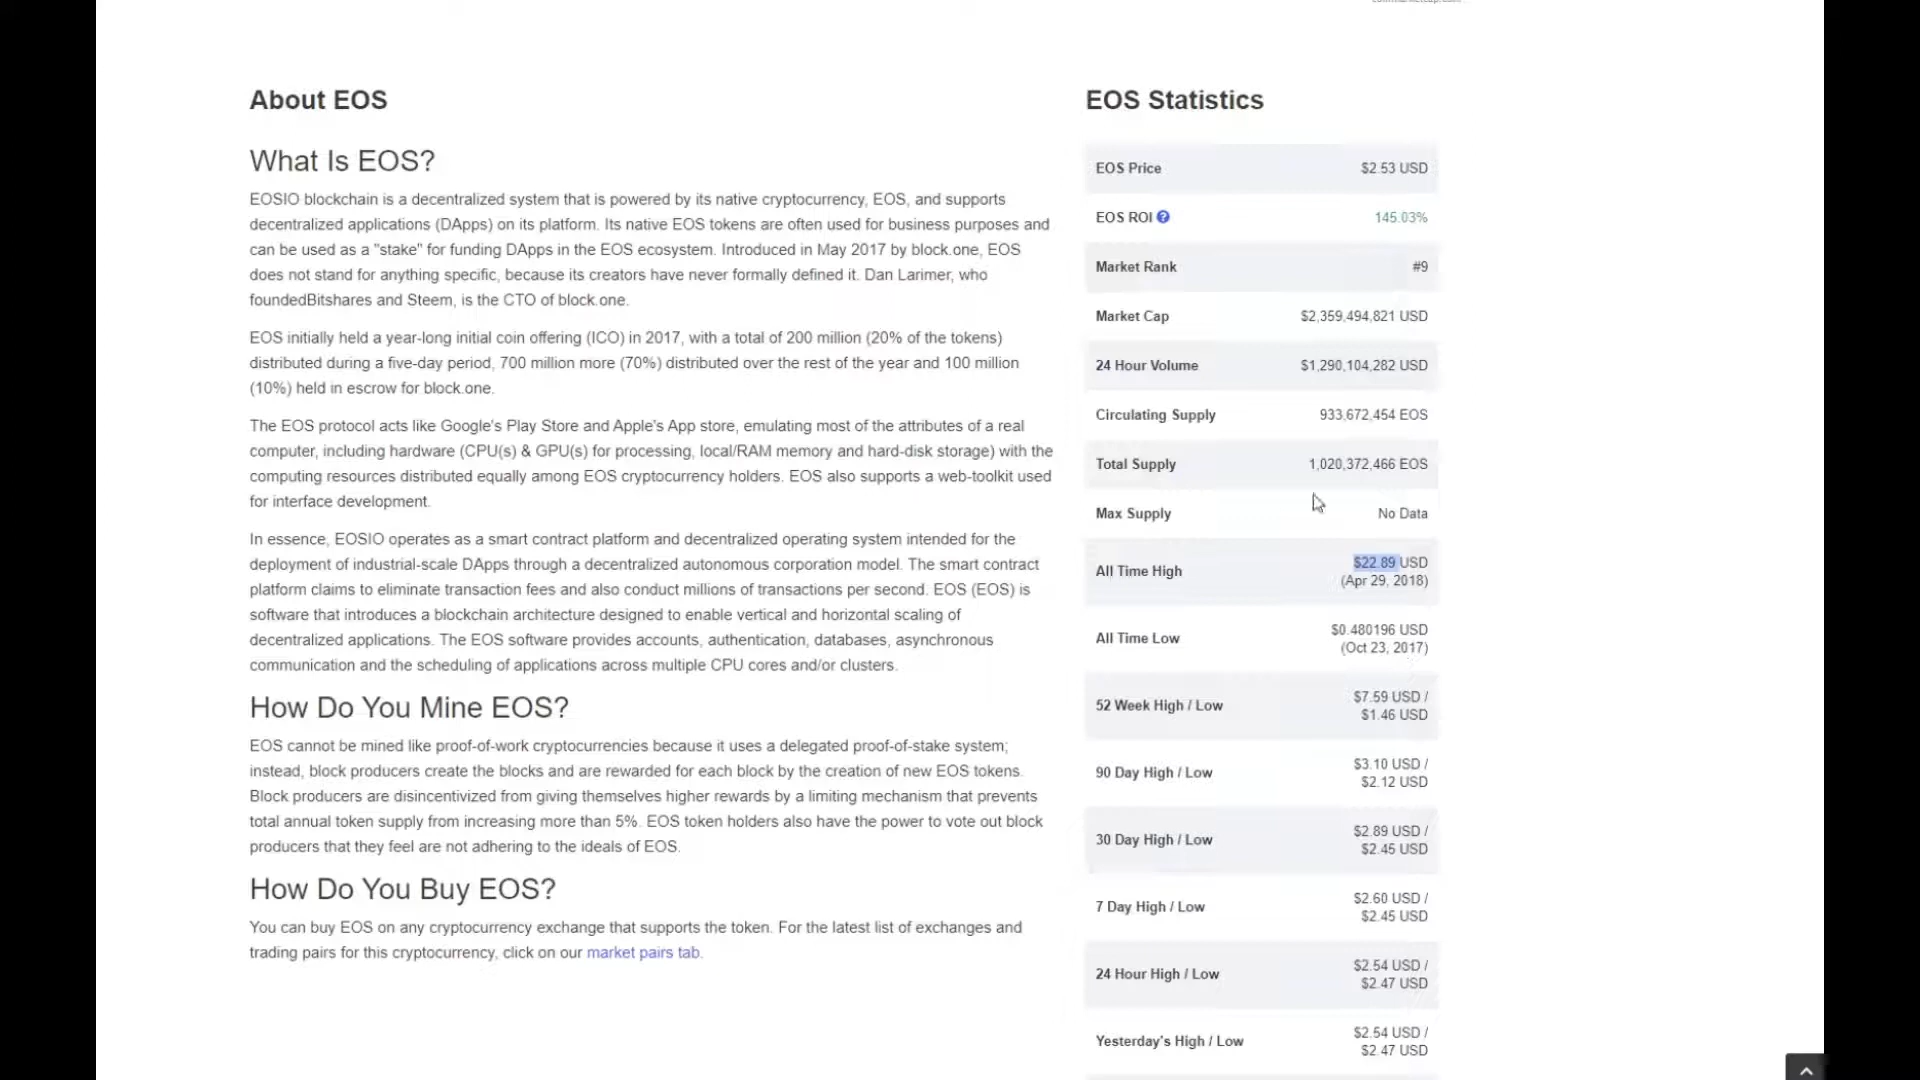 About EOS
What Is EOS?
EOSIO blockchain is a decentralized system that is powered by its native cryptocurrency, EOS, and supports
decentralized applications (DApps) on its platform. Its native EOS tokens are often used for business purposes and
can be used as a "stake" for funding DApps in the EOS ecosystem. Introduced in May 2017 by block.one, EOS
does not stand for anything specific, because its creators have never formally defined it. Dan Larimer, who
foundedBitshares and Steem, is the CTO of block.one.
EOS initially held a year-long initial coin offering (ICO) in 2017, with a total of 200 million (20% of the tokens)
distributed during a five-day period, 700 million more (70%) distributed over the rest of the year and 100 million
(10%) held in escrow for block.one.
The EOS protocol acts like Google's Play Store and Apple's App store, emulating most of the attributes of a real
computer, including hardware (CPU(s) & GPU(s) for processing, local/RAM memory and hard-disk storage) with the
computing resources distributed equally among EOS cryptocurrency holders. EOS also supports a web-toolkit used
for interface development.
In essence, EOSIO operates as a smart contract platform and decentralized operating system intended for the
deployment of industrial-scale DApps through a decentralized autonomous corporation model. The smart contract
platform claims to eliminate transaction fees and also conduct millions of transactions per second. EOS (EOS) is
software that introduces a blockchain architecture designed to enable vertical and horizontal scaling of
decentralized applications. The EOS software provides accounts, authentication, databases, asynchronous
communication and the scheduling of applications across multiple CPU cores and/or clusters.
How Do You Mine EOS?
EOS cannot be mined like proof-of-work cryptocurrencies because it uses a delegated proof-of-stake system;
instead, block producers create the blocks and are rewarded for each block by the creation of new EOS tokens.
Block producers are disincentivized from giving themselves higher rewards by a limiting mechanism that prevents
total annual token supply from increasing more than 5%. EOS token holders also have the power to vote out block
producers that they feel are not adhering to the ideals of EOS.
How Do You Buy EOS?
You can buy EOS on any cryptocurrency exchange that supports the token. For the latest list of exchanges and
trading pairs for this cryptocurrency, click on our market pairs tab.
EOS Statistics
EOS Price $2.53 USD
EOS ROI ? 145.03%
Market Rank #9
Market Cap $2,359,494,821 USD
24 Hour Volume $1,290,104,282 USD
Circulating Supply 933,672,454 EOS
Total Supply 1,020,372,466 EOS
Max Supply No Data
All Time High $22.89 USD
(Apr 29, 2018)
All Time Low $0.480196 USD
(Oct 23, 2017)
52 Week High / Low $7.59 USD /
$1.46 USD
90 Day High / Low $3.10 USD /
$2.12 USD
30 Day High / Low $2.89 USD /
$2.45 USD
7 Day High / Low $2.60 USD /
$2.45 USD
24 Hour High / Low $2.54 USD /
$2.47 USD
Yesterday's High / Low $2.54 USD /
$2.47 USD